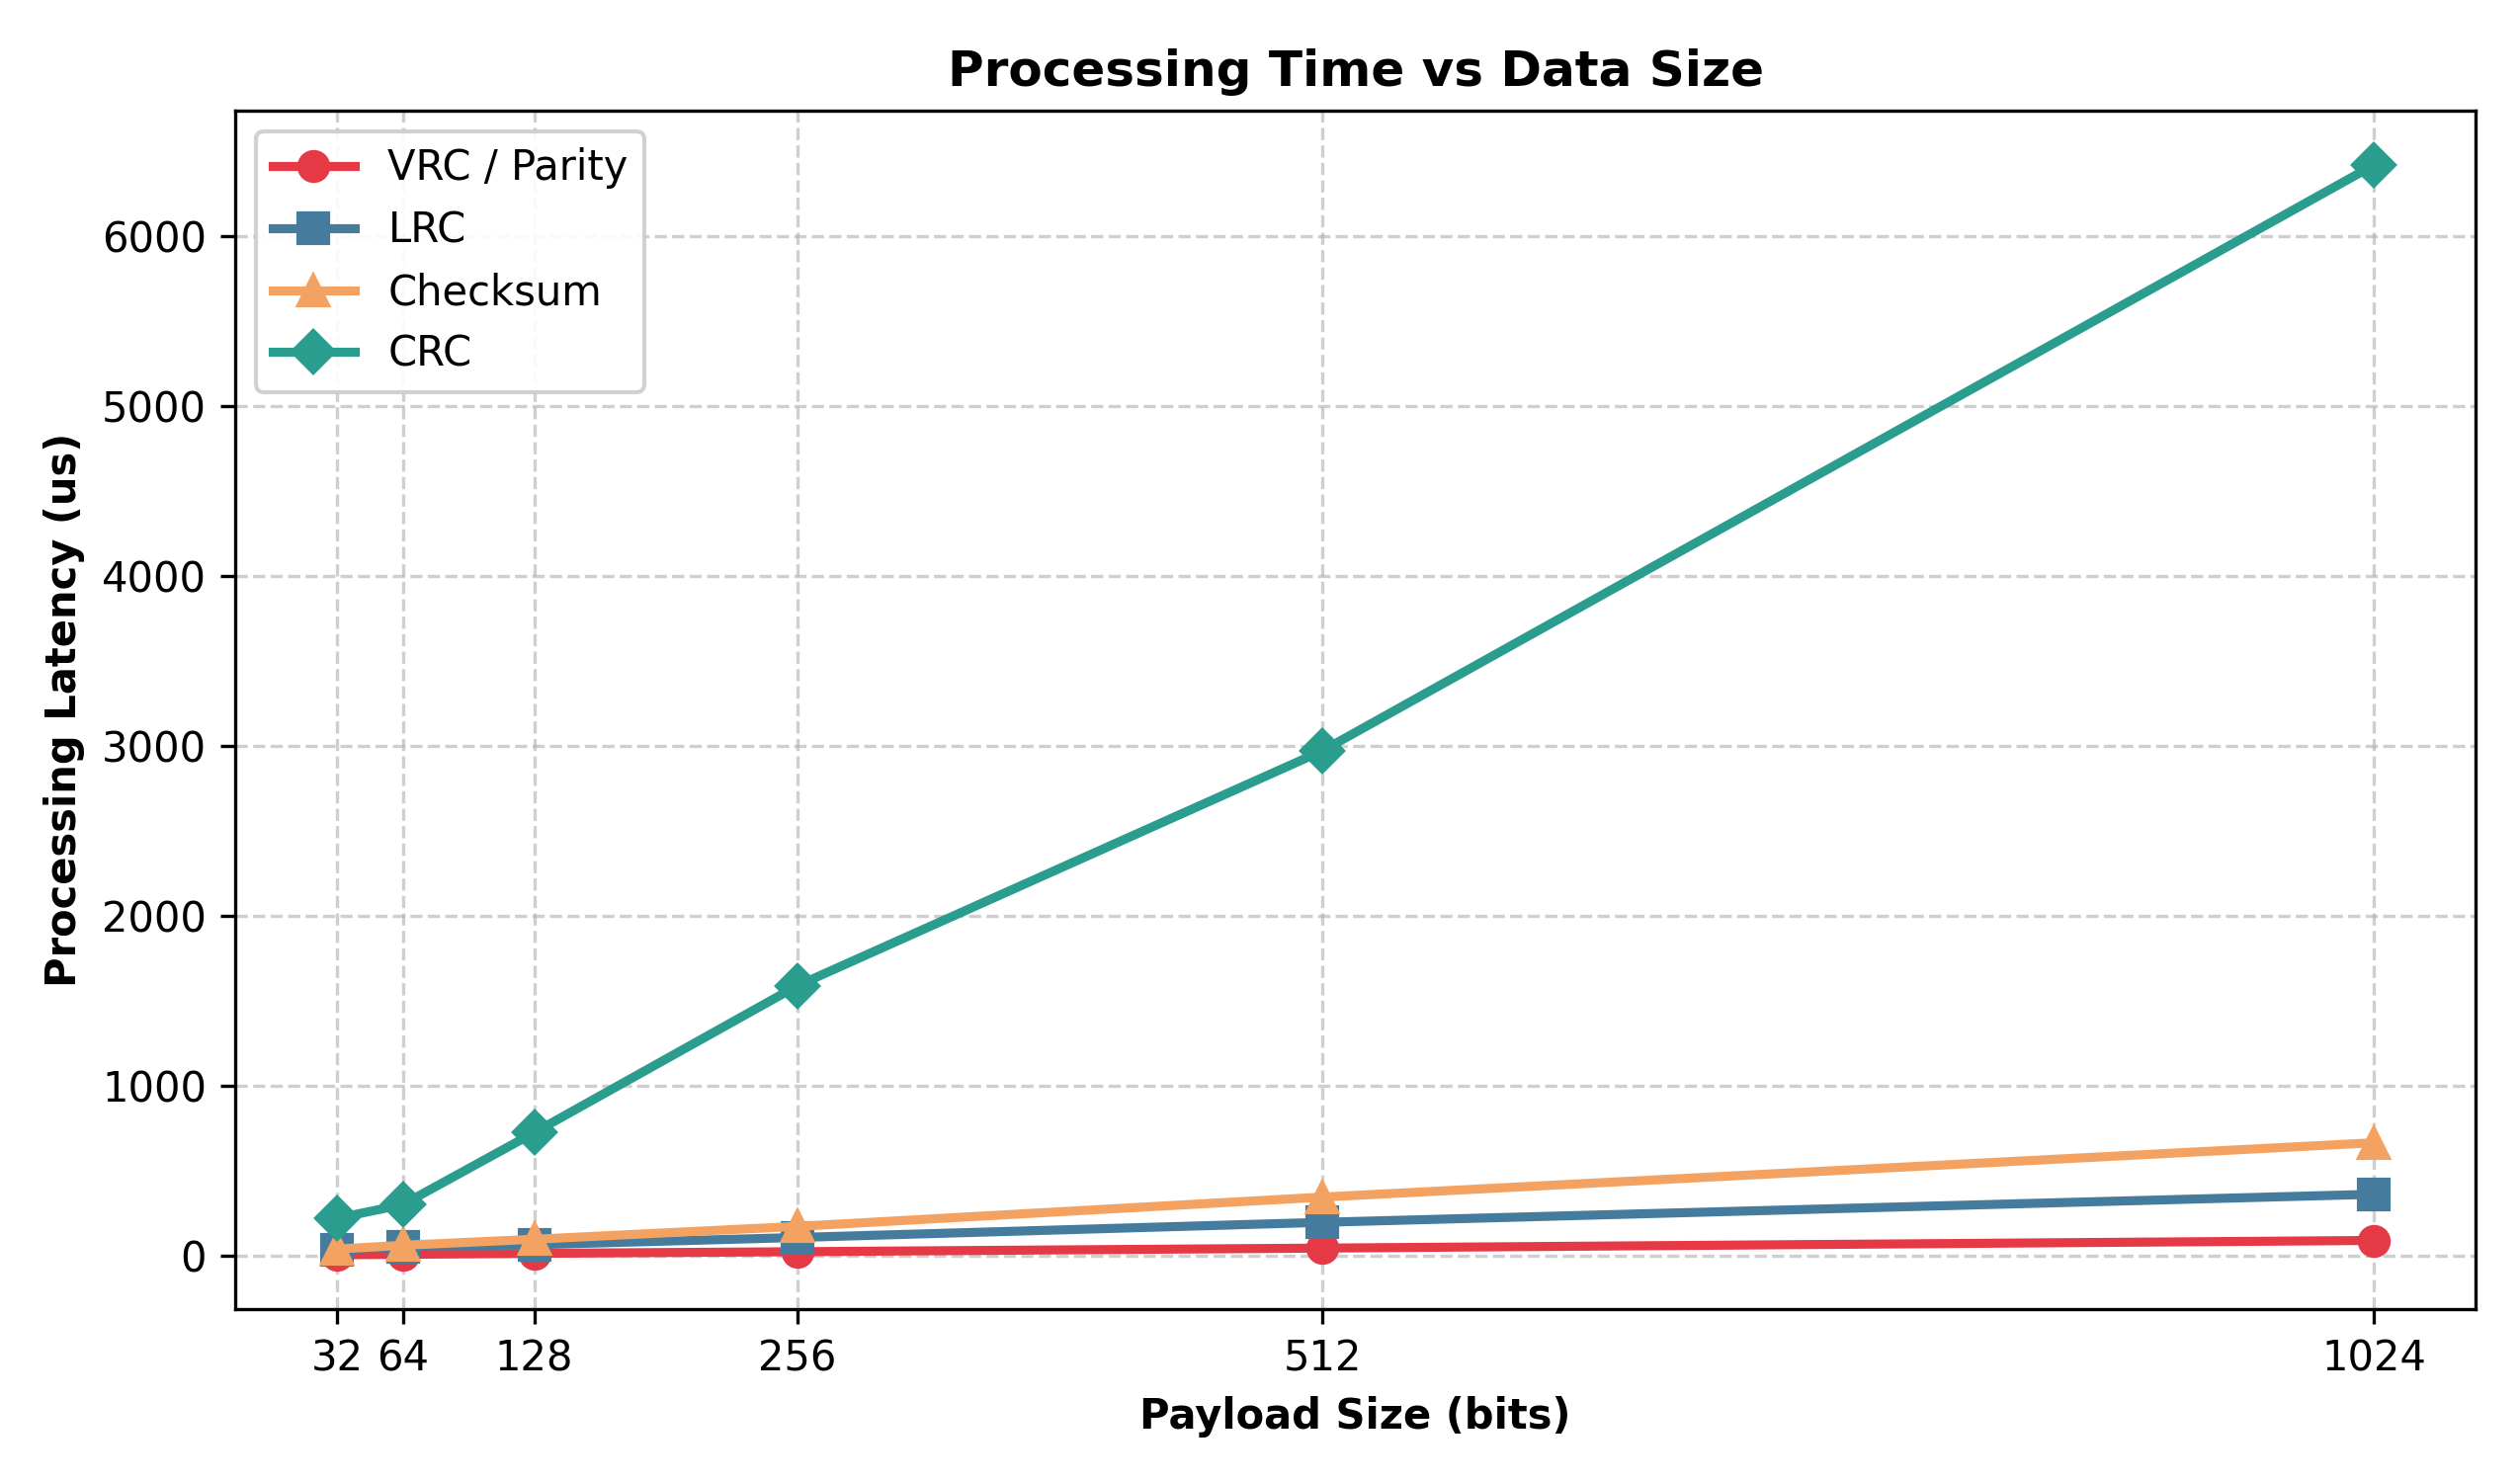 Processing Time vs Data Size
VRC / Parity
LRC
Checksum
CRC
Processing Latency (us)
6000
5000
4000
3000
2000
1000
0
32 64 128 256 512 1024
Payload Size (bits)